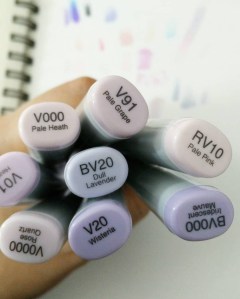 V000
Pale Heath
V91
Pale Grape
RV10
Pale Pink
BV20
Dull
Lavender
V01
V20
Wisteria
BV000
Iridescent
Mauve
V0000
Rose
Quartz